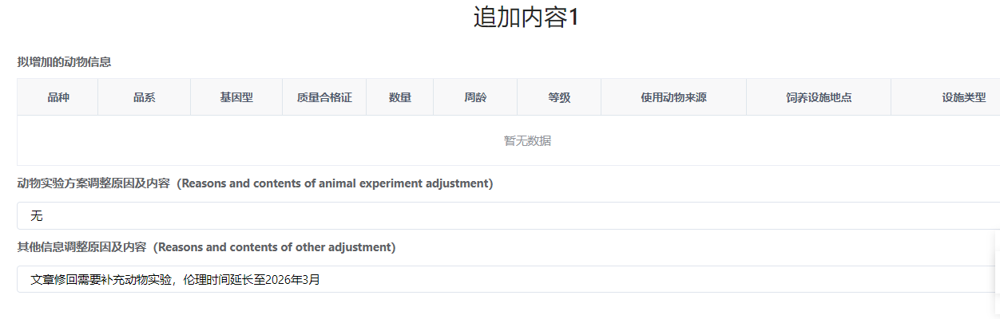 追加内容1
拟增加的动物信息
品种 品系 基因型 质量合格证 数量 周龄 等级 使用动物来源 饲养设施地点 设施类型
暂无数据
动物实验方案调整原因及内容（Reasons and contents of animal experiment adjustment）
无
其他信息调整原因及内容（Reasons and contents of other adjustment）
文章修回需要补充动物实验，伦理时间延长至2026年3月